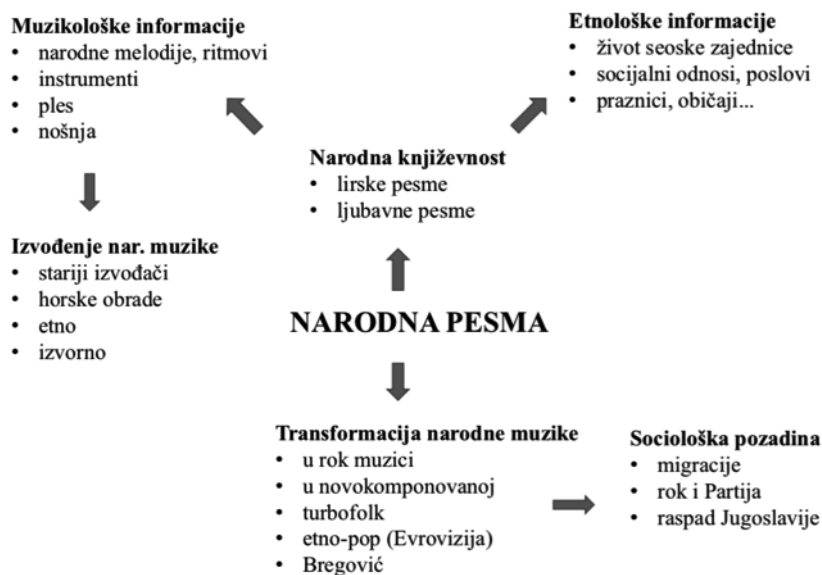 Muzikološke informacije
• narodne melodije, ritmovi
• instrumenti
• ples
• nošnja
Etnološke informacije
• život seoske zajednice
• socijalni odnosi, poslovi
• praznici, običaji...
Narodna književnost
• lirske pesme
• ljubavne pesme
Izvođenje nar. muzike
• stariji izvođači
• horske obrade
• etno
• izvorno
NARODNA PESMA
Transformacija narodne muzike
• u rok muzici
• u novokomponovanoj
• turbofolk
• etno-pop (Evrovizija)
• Bregović
Sociološka pozadina
• migracije
• rok i Partija
• raspad Jugoslavije